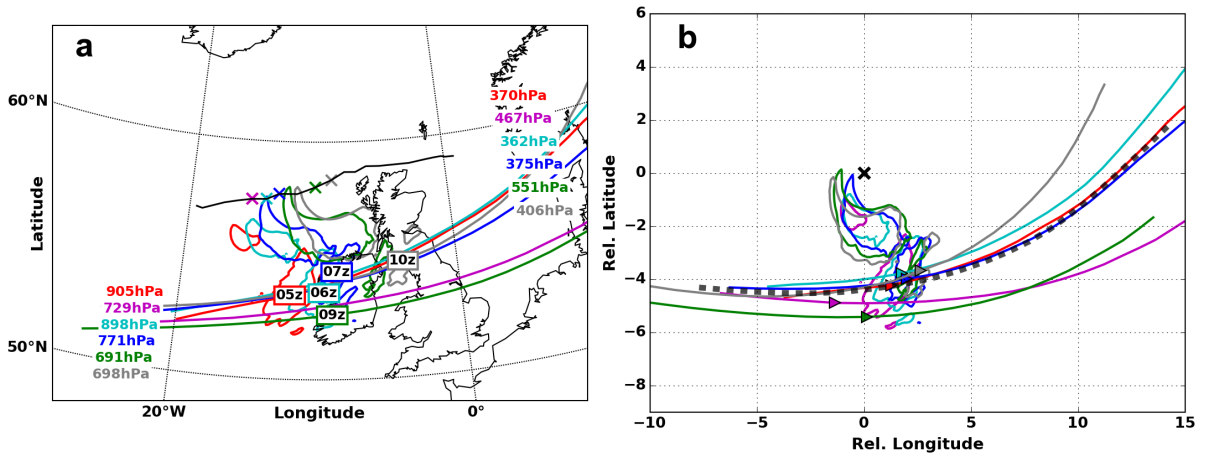 a
60°N
50°N
Latitude
20°W
Longitude
0°
370hPa
467hPa
362hPa
375hPa
551hPa
406hPa
07z
10z
05z
06z
09z
905hPa
729hPa
898hPa
771hPa
691hPa
698hPa
b
6
4
2
0
−2
−4
−6
−8
Rel. Latitude
−10
−5
0
5
10
15
Rel. Longitude